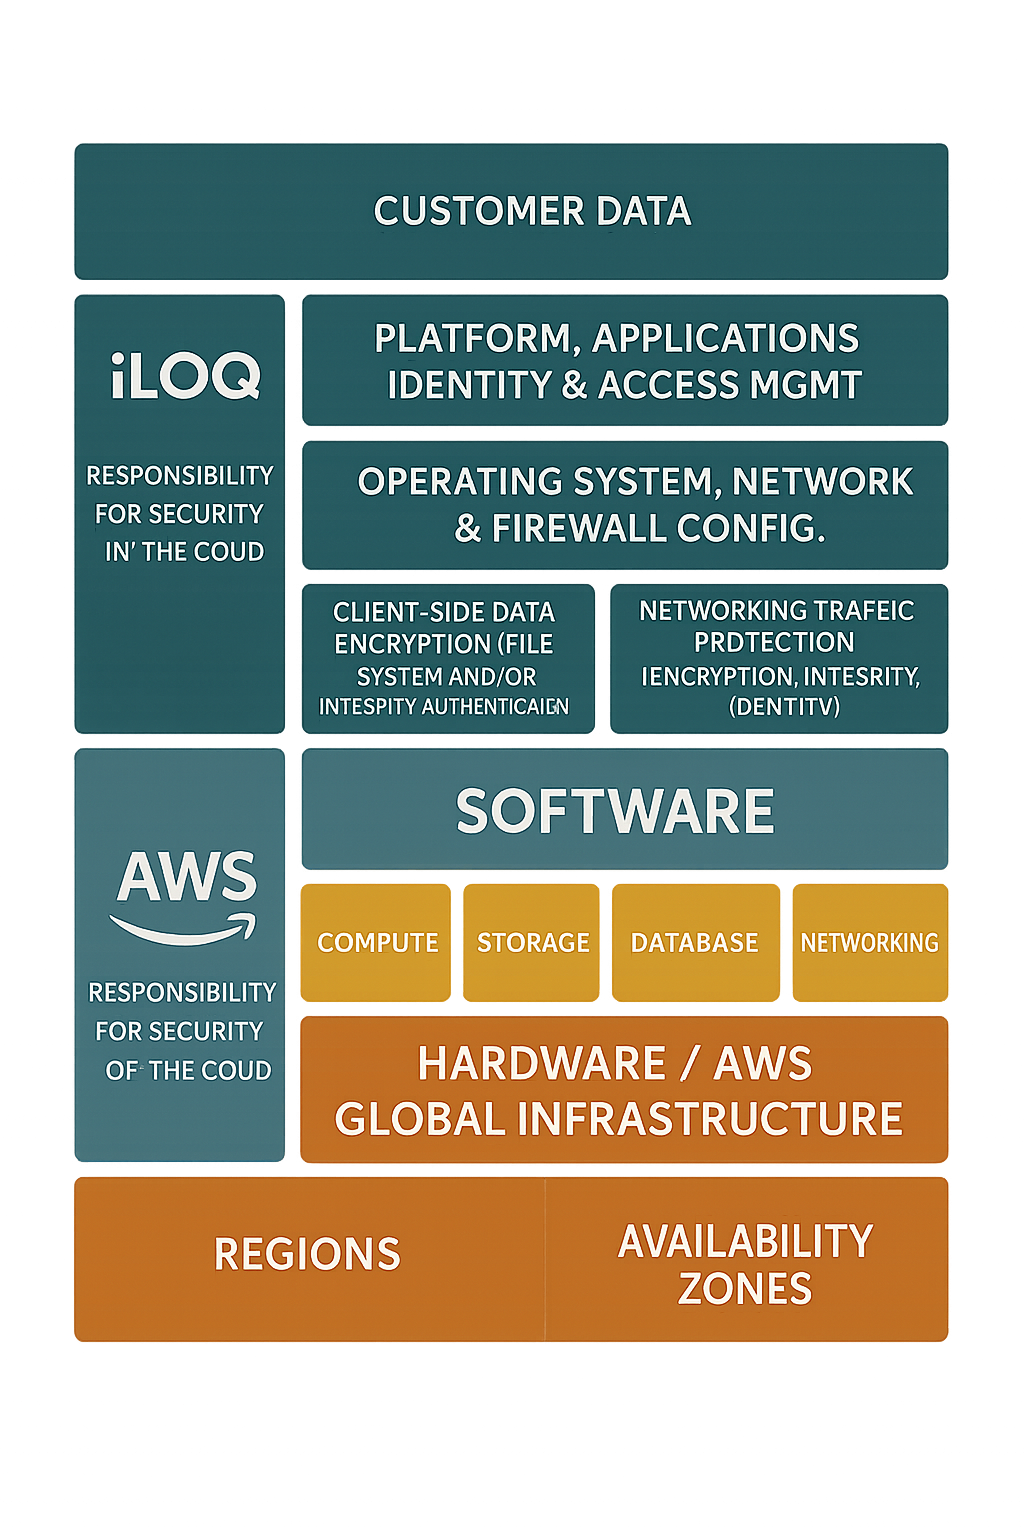 CUSTOMER DATA
iLOQ
RESPONSIBILITY
FOR SECURITY
IN’ THE COUD
PLATFORM, APPLICATIONS
IDENTITY & ACCESS MGMT
OPERATING SYSTEM, NETWORK
& FIREWALL CONFIG.
CLIENT-SIDE DATA
ENCRYPTION (FILE
SYSTEM AND/OR
INTESPITY
NETWORKING TRAFEIC
PRDTECTION
IENCRYPTION, INTESRITY,
(DENTITV)
AWS
RESPONSIBILITY
FOR SECURITY
OF THE COUD
SOFTWARE
COMPUTE
STORAGE
DATABASE
NETWORKING
HARDWARE / AWS
GLOBAL INFRASTRUCTURE
REGIONS
AVAILABILITY
ZONES